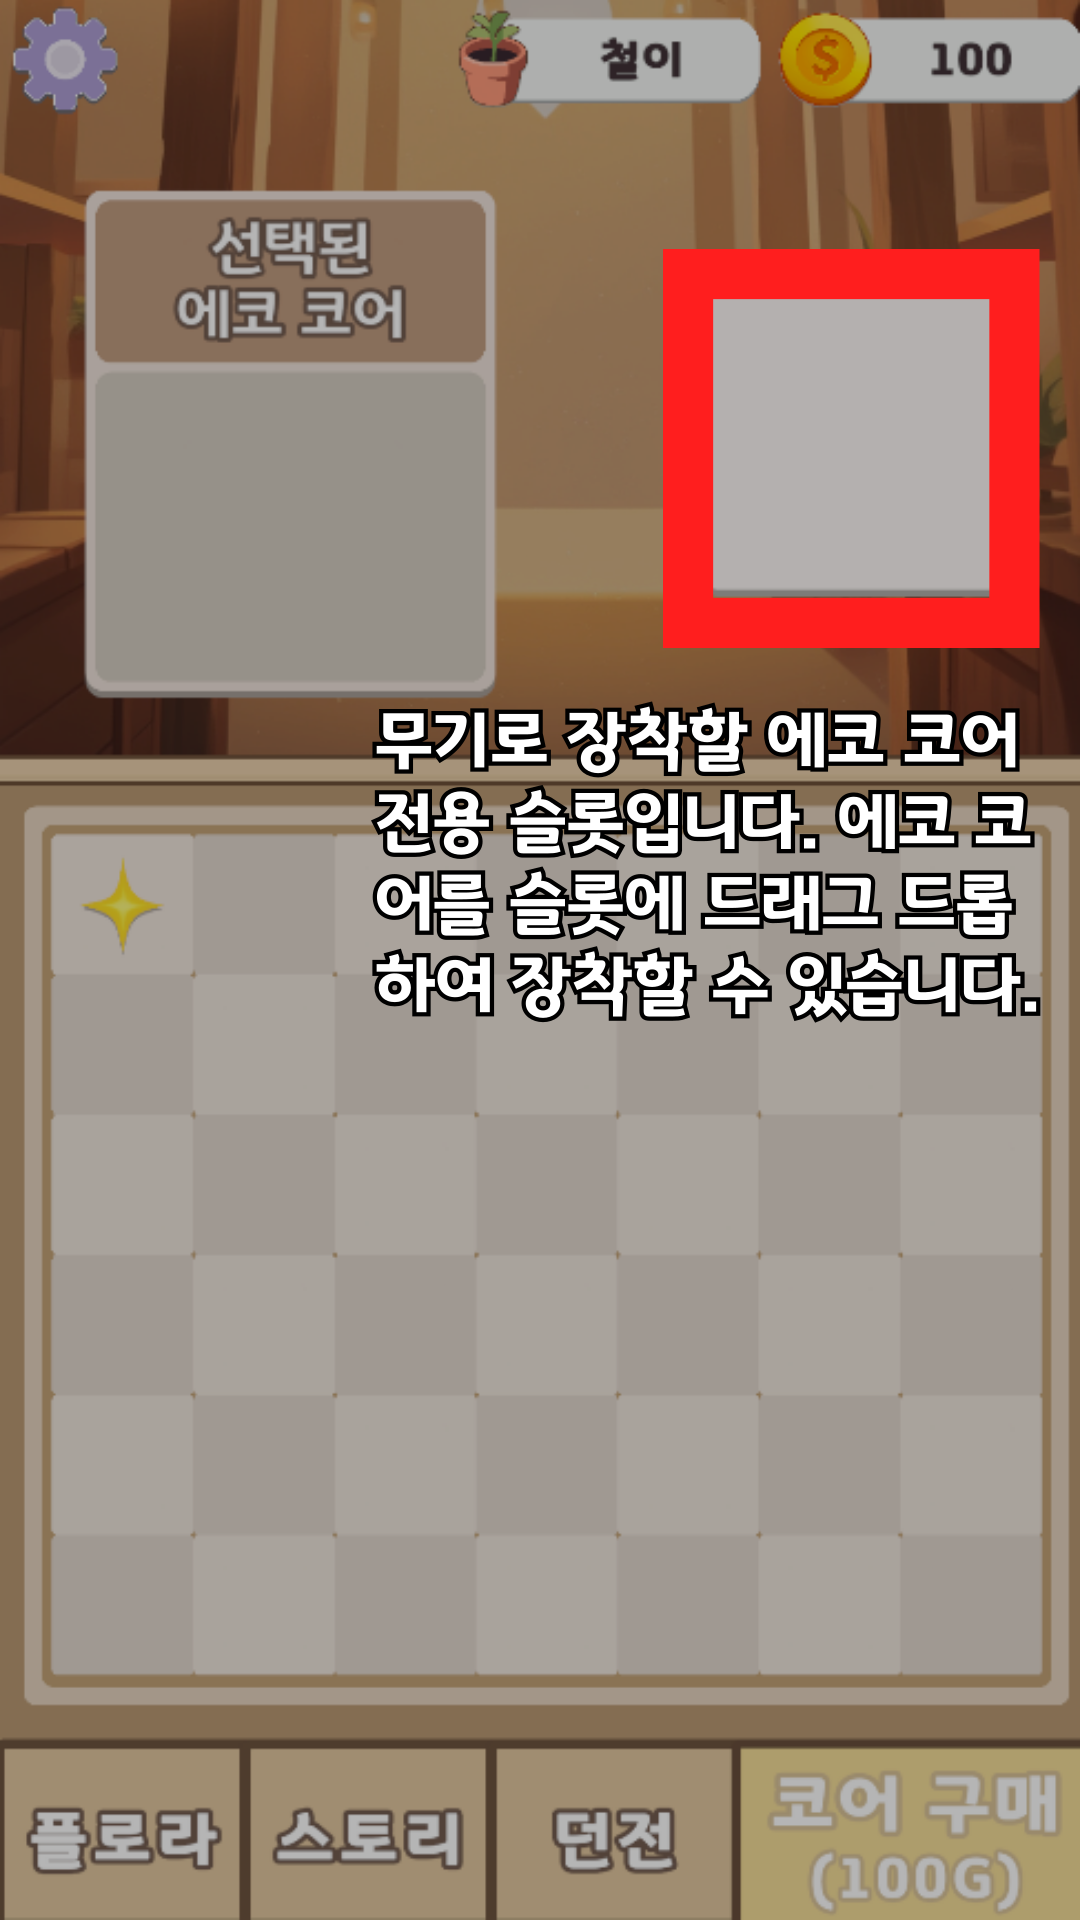 철이
100
선택된
에코 코어
무기로 장착할 에코 코어
전용 슬롯입니다. 에코 코
어를 슬롯에 드래그 드롭
하여 장착할 수 있습니다.
플로라
스토리
던전
코어 구매
(100G)